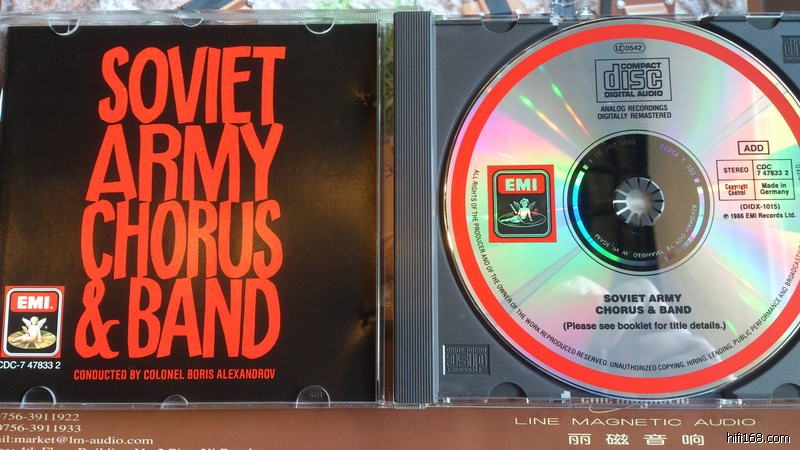 SOVIET
ARMY
CHORUS
& BAND
EMI
CDC-7 47833 2
CONDUCTED BY COLONEL BORIS ALEXANDROV
LC 0542
COMPACT
disc
DIGITAL AUDIO
ANALOG RECORDINGS
DIGITALLY REMASTERED
ADD
STEREO
CDC
7 47833 2
Copyright
Control
Made in
Germany
(DIDX-1015)
℗ 1986 EMI Records Ltd.
EMI
SOVIET ARMY
CHORUS & BAND
(Please see booklet for title details.)
ALL RIGHTS OF THE PRODUCER AND OF THE OWNER OF THE WORK REPRODUCED RESERVED. UNAUTHORIZED COPYING, HIRING, LENDING, PUBLIC PERFORMANCE AND BROADCASTING
0756-3911922
0756-3911933
mail:market@lm-audio.com
LINE MAGNETIC AUDIO
丽磁音响
hifi168.com